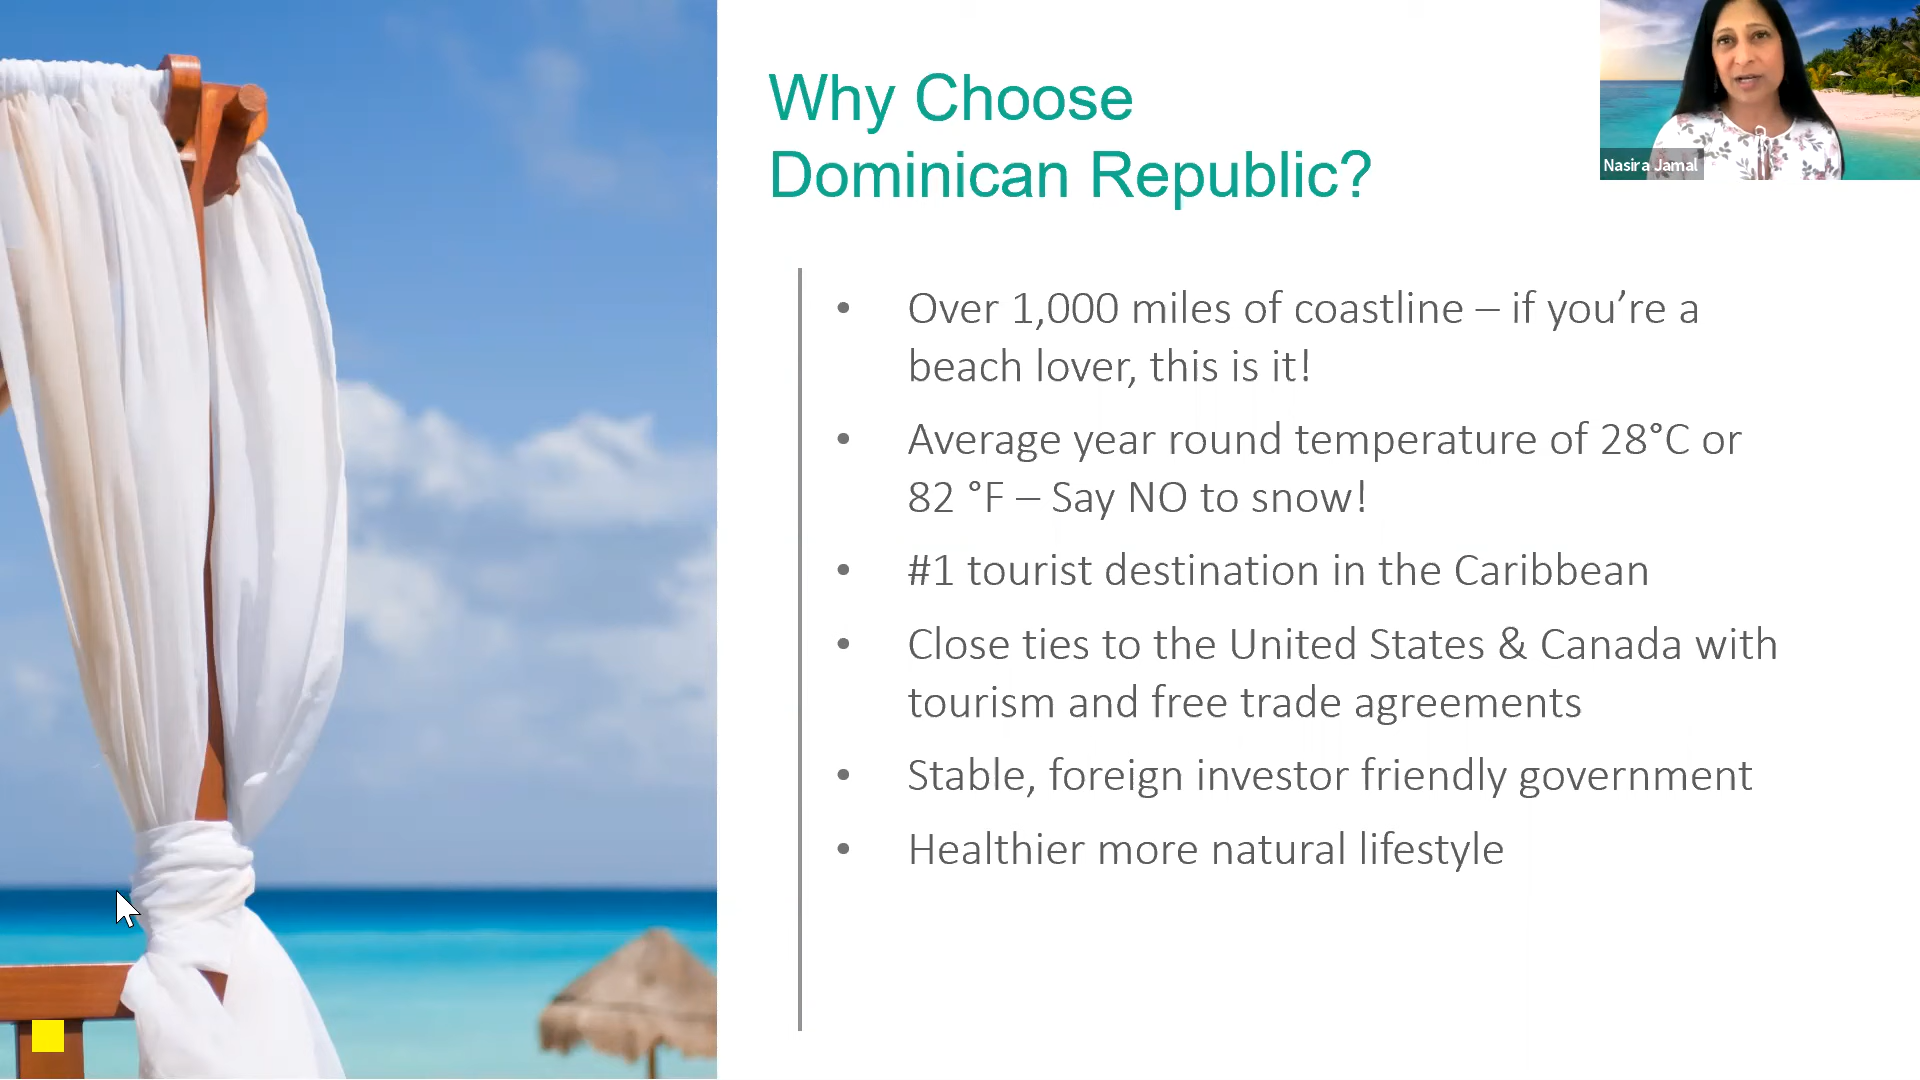 Why Choose
Dominican Republic?
Nasira Jamal
• Over 1,000 miles of coastline – if you’re a
beach lover, this is it!
• Average year round temperature of 28°C or
82 °F – Say NO to snow!
• #1 tourist destination in the Caribbean
• Close ties to the United States & Canada with
tourism and free trade agreements
• Stable, foreign investor friendly government
• Healthier more natural lifestyle